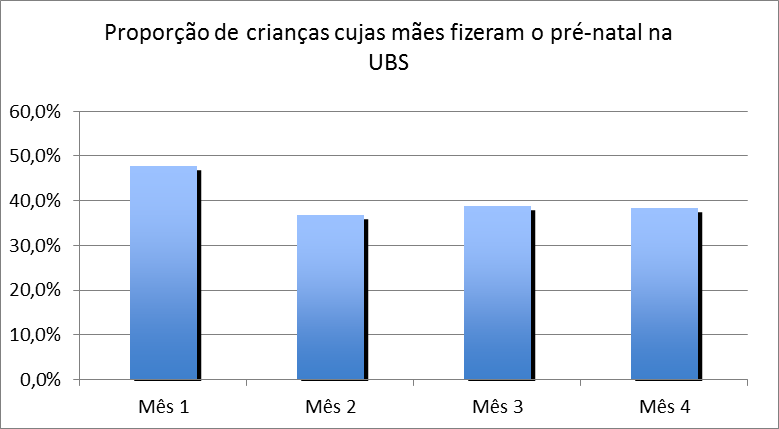 Proporção de crianças cujas mães fizeram o pré-natal na
UBS
60,0%
50,0%
40,0%
30,0%
20,0%
10,0%
0,0%
Mês 1
Mês 2
Mês 3
Mês 4